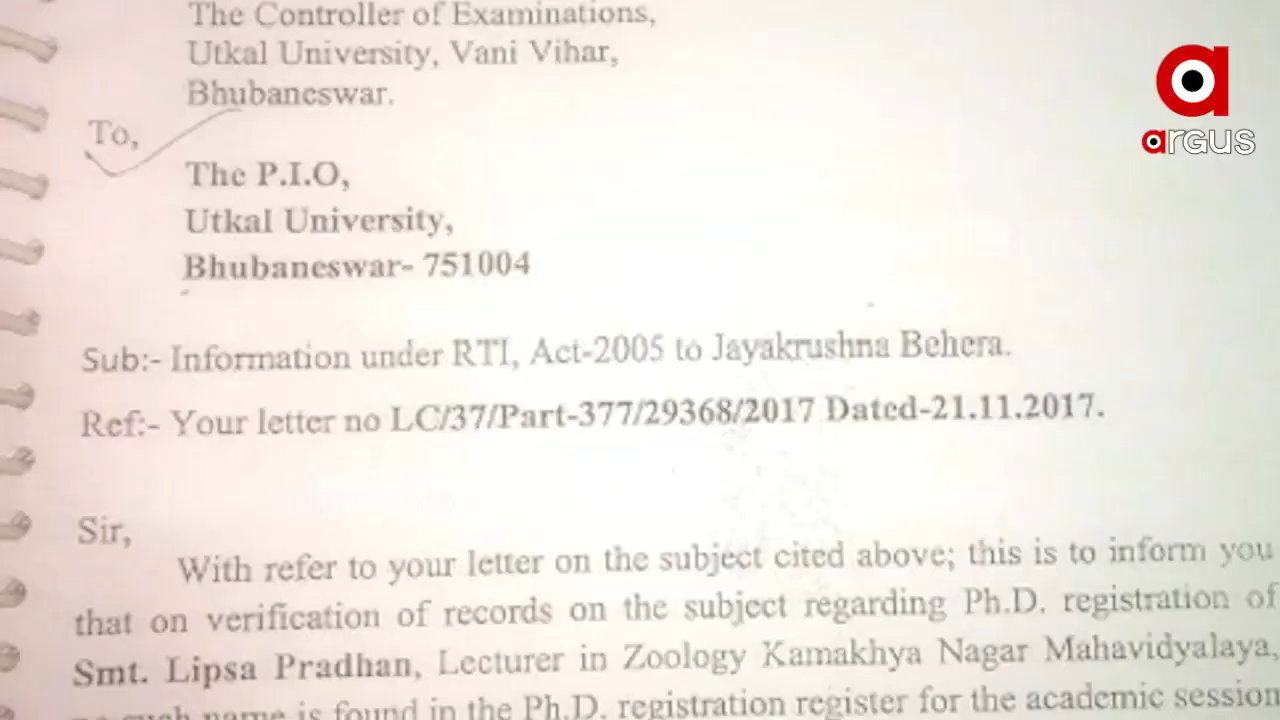 The Controller of Examinations,
Utkal University, Vani Vihar,
Bhubaneswar.
To,
The P.I.O,
Utkal University,
Bhubaneswar- 751004
Sub:- Information under RTI, Act-2005 to Jayakrushna Behera.
Ref:- Your letter no LC/37/Part-377/29368/2017 Dated-21.11.2017.
Sir,
With refer to your letter on the subject cited above; this is to inform you
that on verification of records on the subject regarding Ph.D. registration of
Smt. Lipsa Pradhan, Lecturer in Zoology Kamakhya Nagar Mahavidyalaya,
no such name is found in the Ph.D. registration register for the academic session
argus